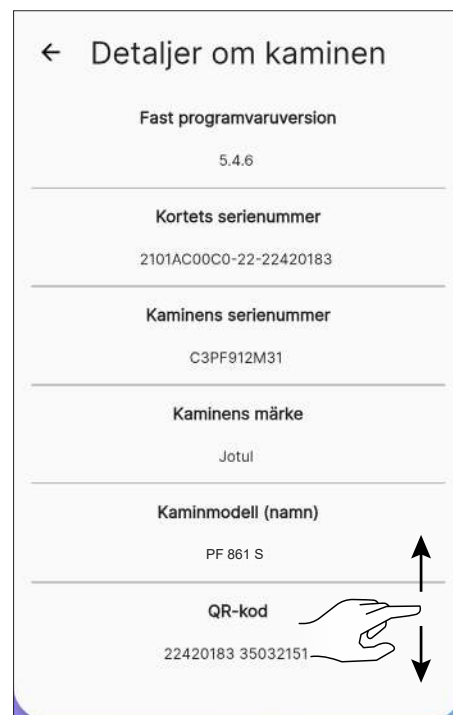 ← Detaljer om kaminen
Fast programvaruversion
5.4.6
Kortets serienummer
2101AC00C0-22-22420183
Kaminens serienummer
C3PF912M31
Kaminens märke
Jotul
Kaminmodell (namn)
PF 861 S
QR-kod
22420183 35032151